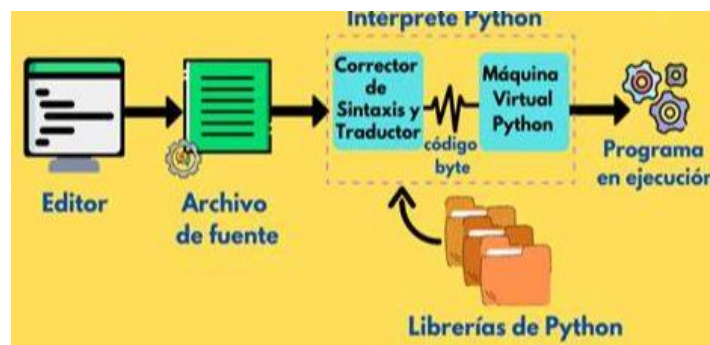 Intérprete Python
Corrector
de
Sintaxis y
Traductor
código
byte
Máquina
Virtual
Python
Editor
Archivo
de fuente
Programa
en ejecución
Librerías de Python